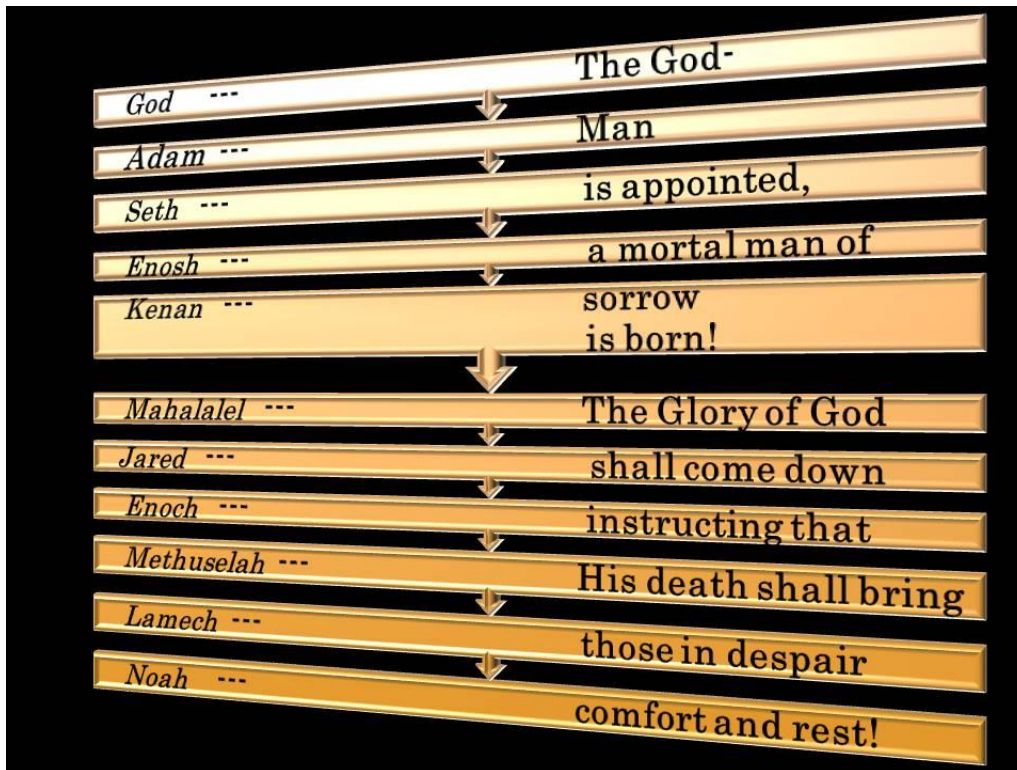 God --- The God-
Adam --- Man
Seth --- is appointed,
Enosh --- a mortal man of
Kenan --- sorrow
is born!
Mahalalel --- The Glory of God
Jared --- shall come down
Enoch --- instructing that
Methuselah --- His death shall bring
Lamech --- those in despair
Noah --- comfort and rest!